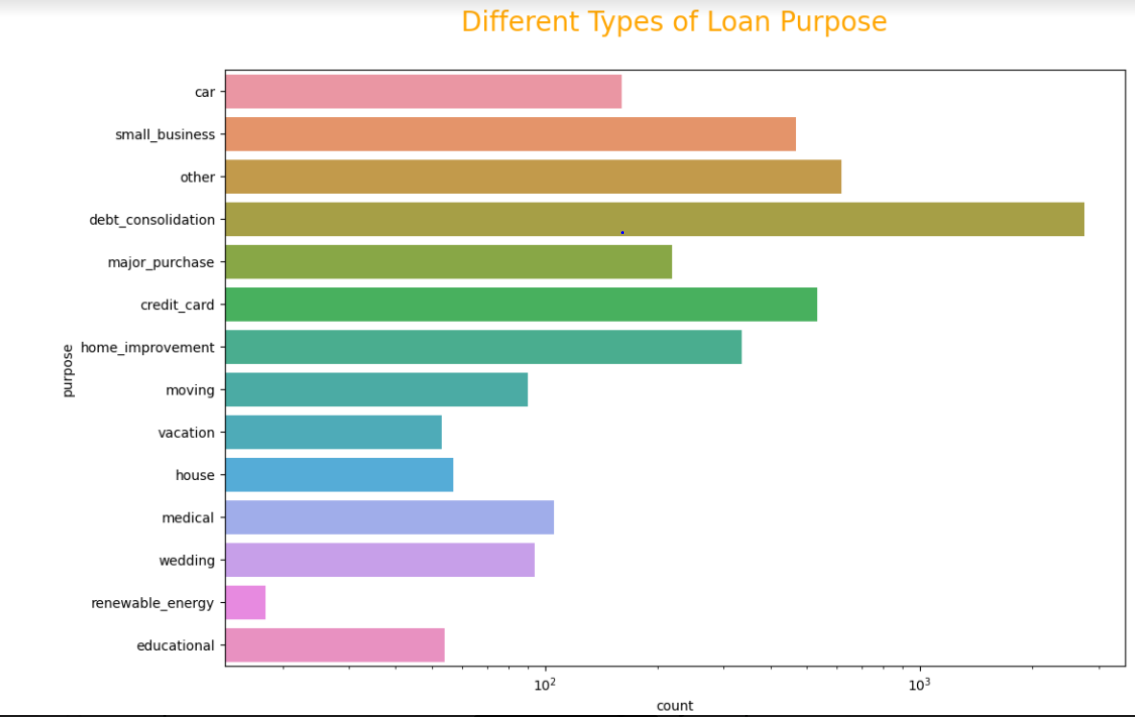 Different Types of Loan Purpose
car
small_business
other
debt_consolidation
major_purchase
credit_card
home_improvement
moving
vacation
house
medical
wedding
renewable_energy
educational
purpose
10²
10³
count